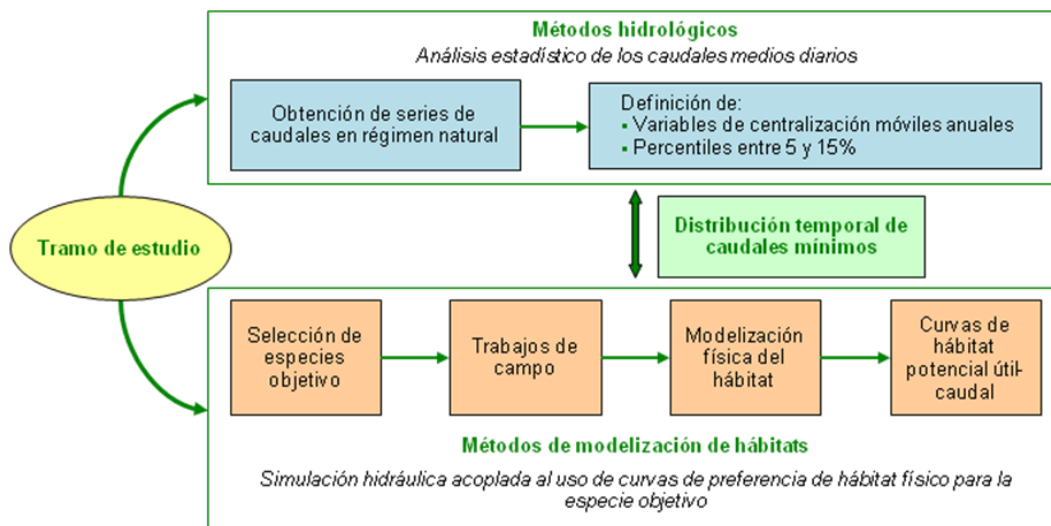 Métodos hidrológicos
Análisis estadístico de los caudales medios diarios
Obtención de series de
caudales en régimen natural
Definición de:
▪ Variables de centralización móviles anuales
▪ Percentiles entre 5 y 15%
Tramo de estudio
Distribución temporal de
caudales mínimos
Selección de
especies
objetivo
Trabajos de
campo
Modelización
física del
hábitat
Curvas de
hábitat
potencial útil-
caudal
Métodos de modelización de hábitats
Simulación hidráulica acoplada al uso de curvas de preferencia de hábitat físico para la
especie objetivo